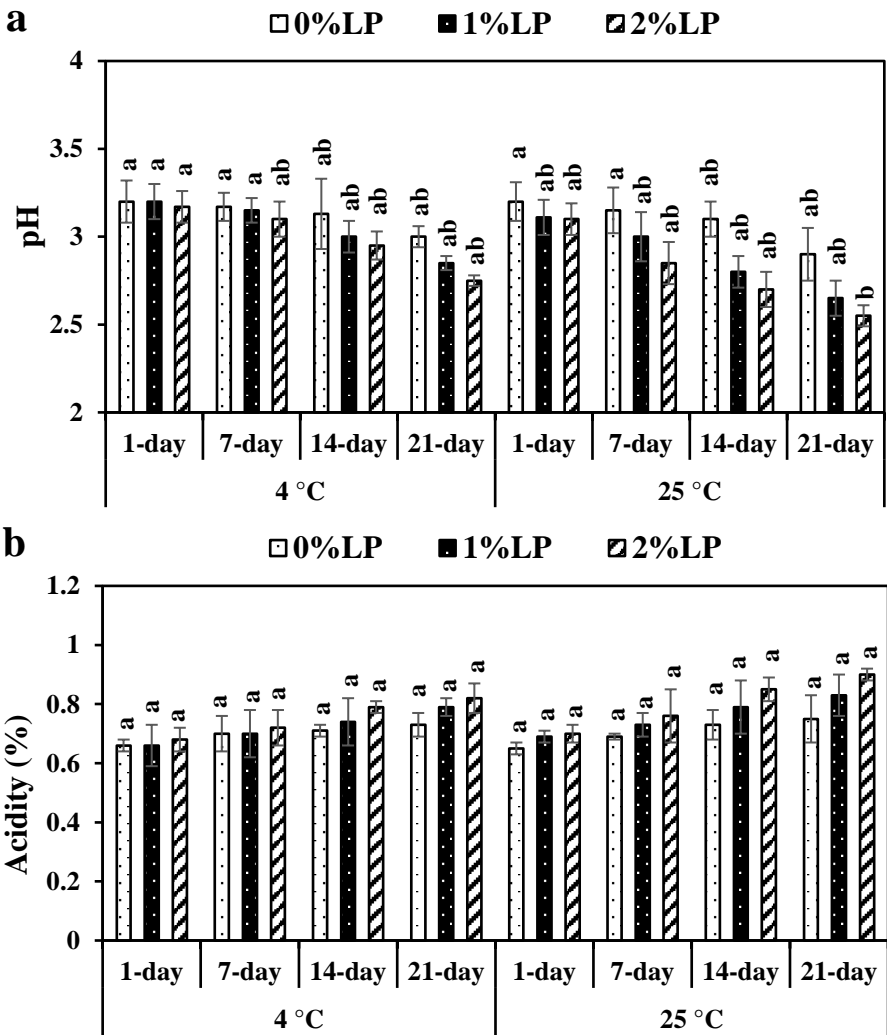 a
0%LP 1%LP 2%LP
4
3.5
3
2.5
2
pH
a a a a a ab ab ab ab ab ab ab a ab ab a ab ab ab ab ab ab ab b
1-day 7-day 14-day 21-day 1-day 7-day 14-day 21-day
4 °C 25 °C
b
0%LP 1%LP 2%LP
1.2
1
0.8
0.6
0.4
0.2
0
Acidity (%)
a a a a a a a a a a a a a a a a a a a a a a a a
1-day 7-day 14-day 21-day 1-day 7-day 14-day 21-day
4 °C 25 °C